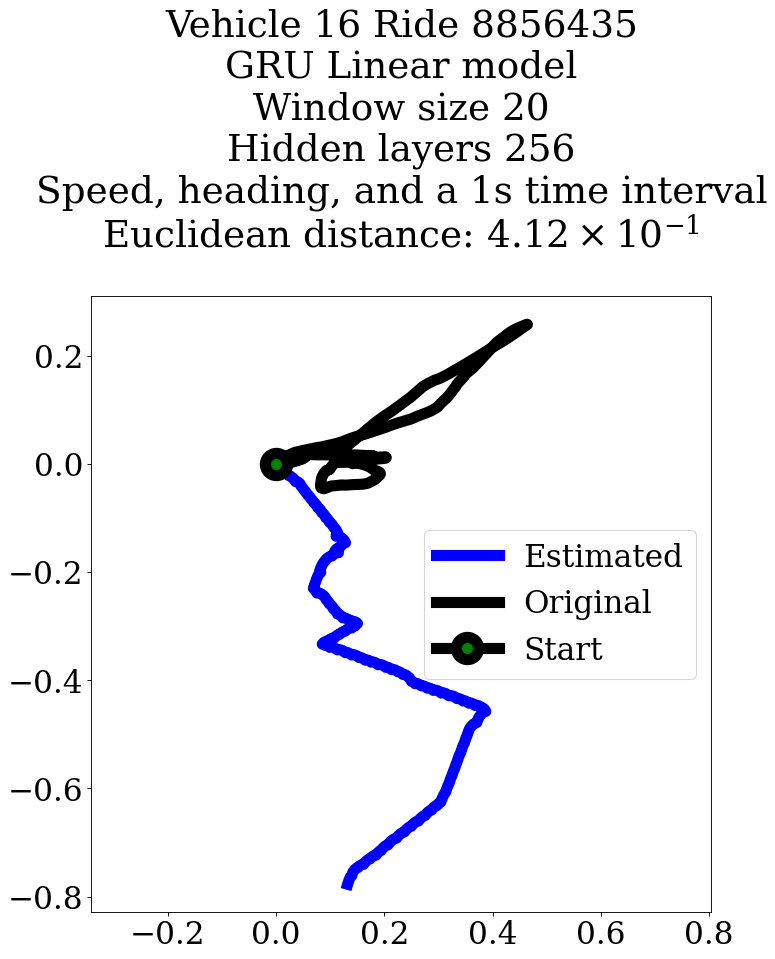 Vehicle 16 Ride 8856435
GRU Linear model
Window size 20
Hidden layers 256
Speed, heading, and a 1s time interval
Euclidean distance: 4.12 × 10⁻¹
0.2
0.0
−0.2
−0.4
−0.6
−0.8
Estimated
Original
Start
−0.2 0.0 0.2 0.4 0.6 0.8